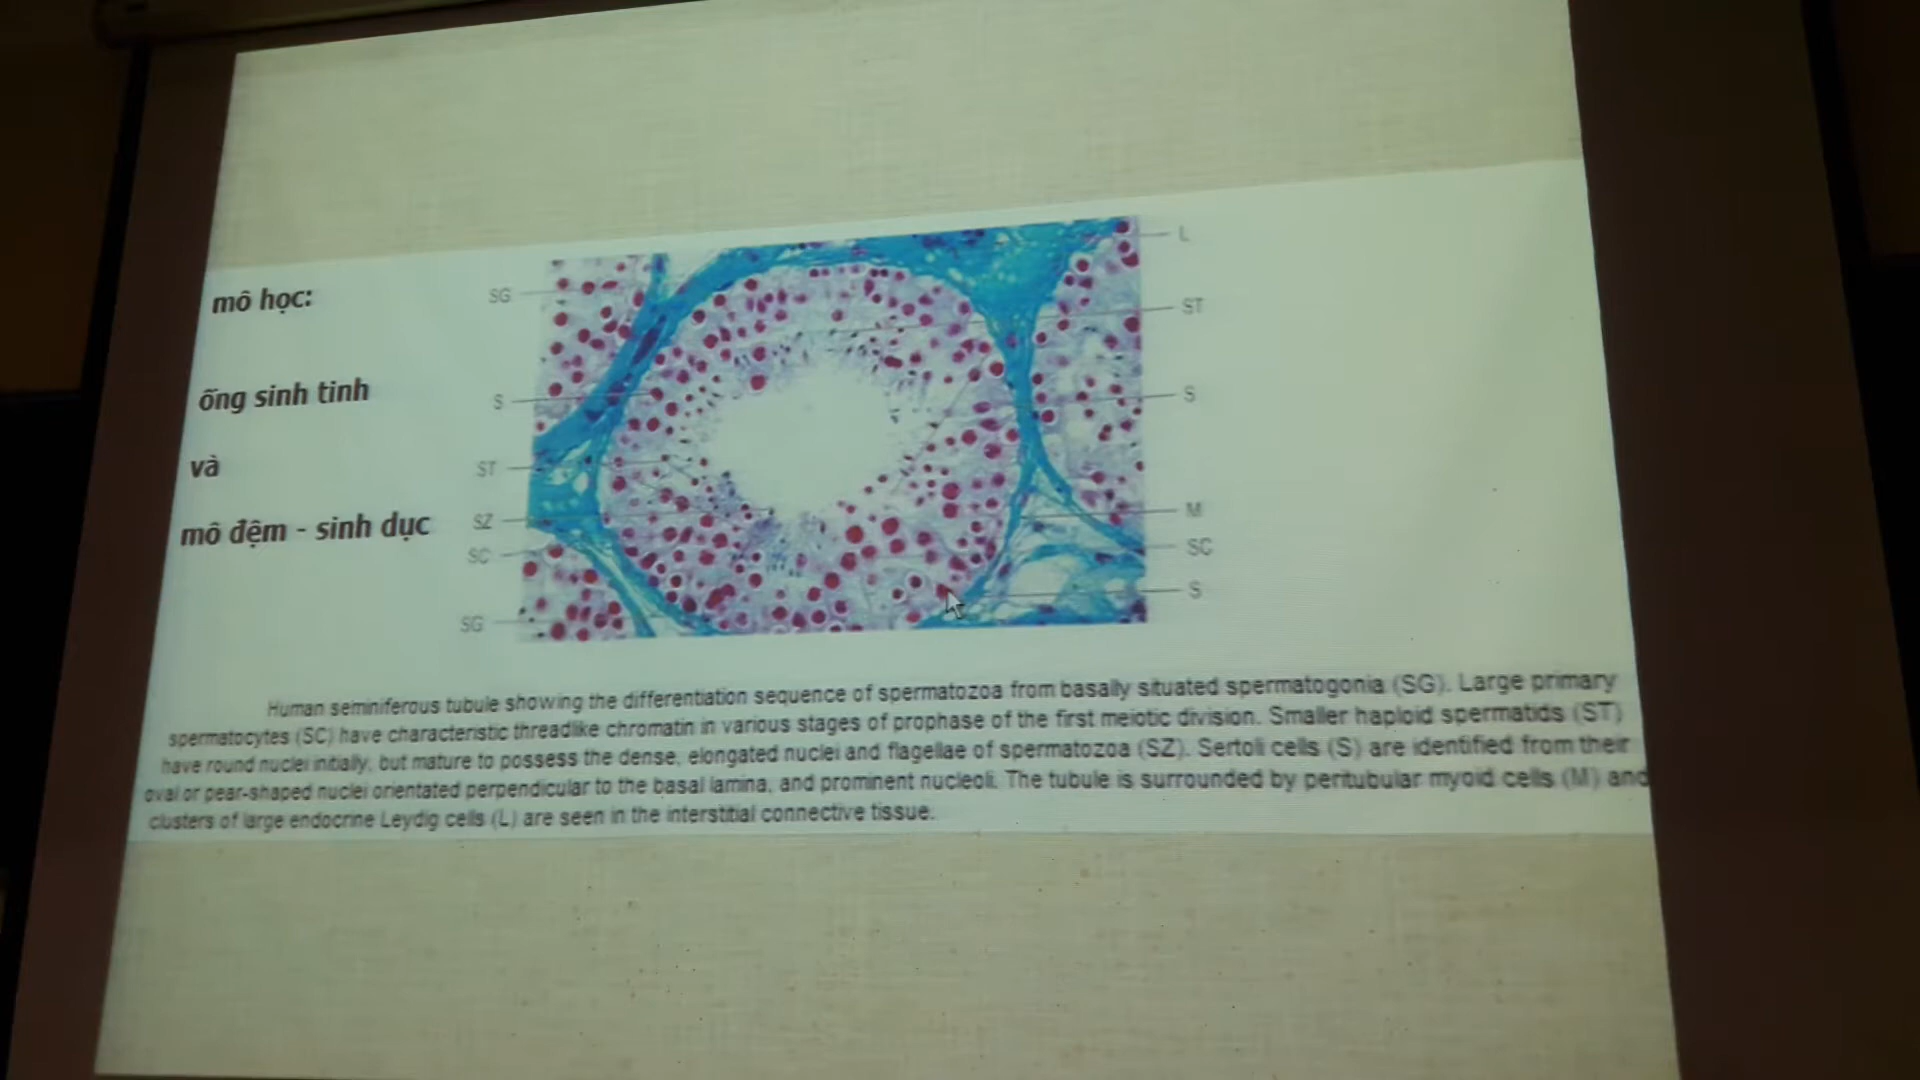 mô học:
ống sinh tinh
và
mô đệm - sinh dục
SG
S
ST
SZ
SC
SG
L
ST
S
M
SC
S
Human seminiferous tubule showing the differentiation sequence of spermatozoa from basally situated spermatogonia (SG). Large primary
spermatocytes (SC) have characteristic threadlike chromatin in various stages of prophase of the first meiotic division. Smaller haploid spermatids (ST)
have round nuclei initially, but mature to possess the dense, elongated nuclei and flagellae of spermatozoa (SZ). Sertoli cells (S) are identified from their
oval or pear-shaped nuclei orientated perpendicular to the basal lamina, and prominent nucleoli. The tubule is surrounded by peritubular myoid cells (M) and
clusters of large endocrine Leydig cells (L) are seen in the interstitial connective tissue.